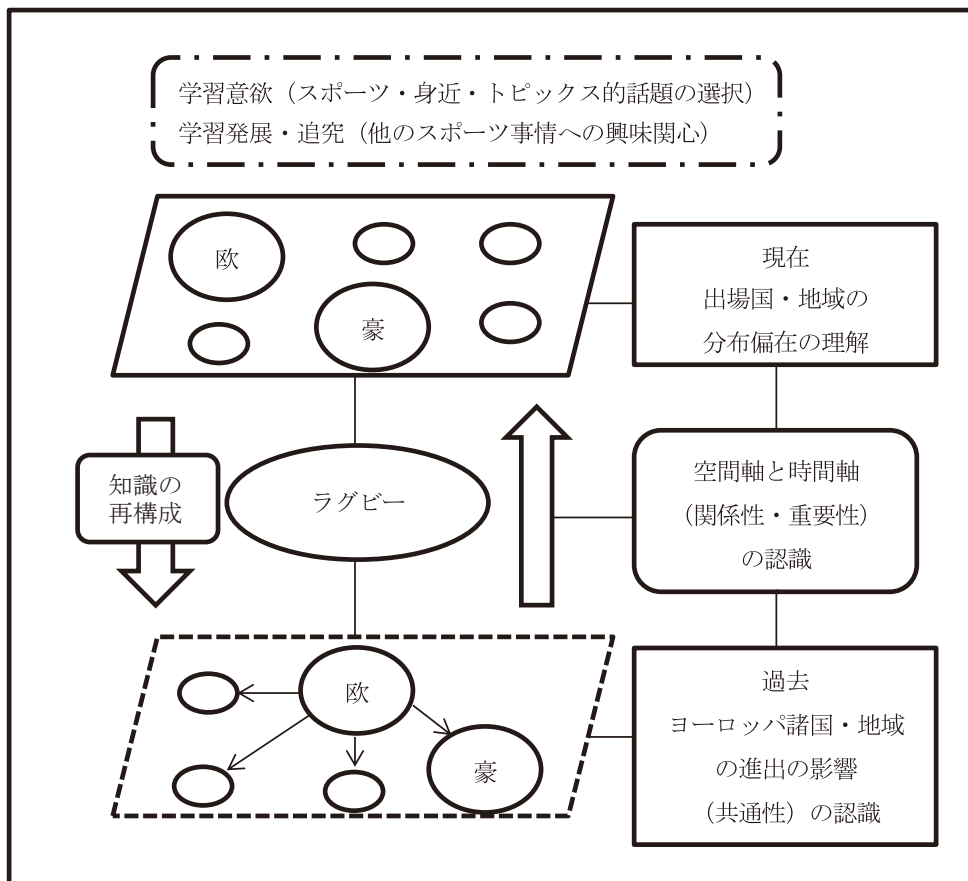 学習意欲（スポーツ・身近・トピックス的話題の選択）
学習発展・追究（他のスポーツ事情への興味関心）
欧
豪
現在
出場国・地域の
分布偏在の理解
知識の
再構成
ラグビー
空間軸と時間軸
（関係性・重要性）
の認識
欧
豪
過去
ヨーロッパ諸国・地域
の進出の影響
（共通性）の認識